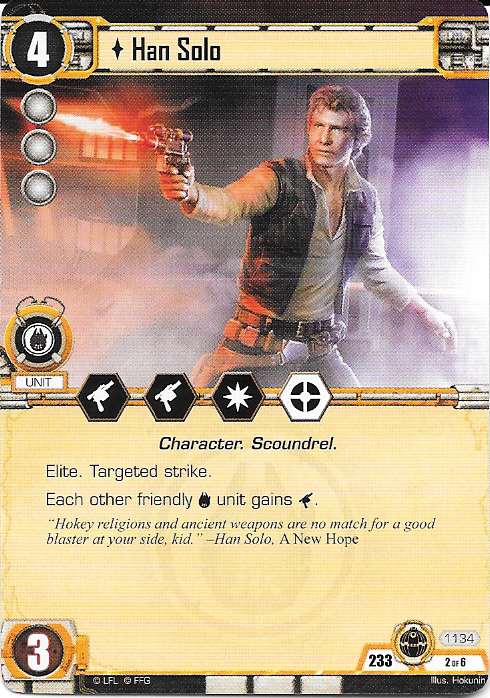 4
Han Solo
UNIT
Character. Scoundrel.
Elite. Targeted strike.
Each other friendly unit gains .
“Hokey religions and ancient weapons are no match for a good
blaster at your side, kid.” –Han Solo, A New Hope
3
1134
233
2 OF 6
© LFL © FFG
Illus. Hokunin